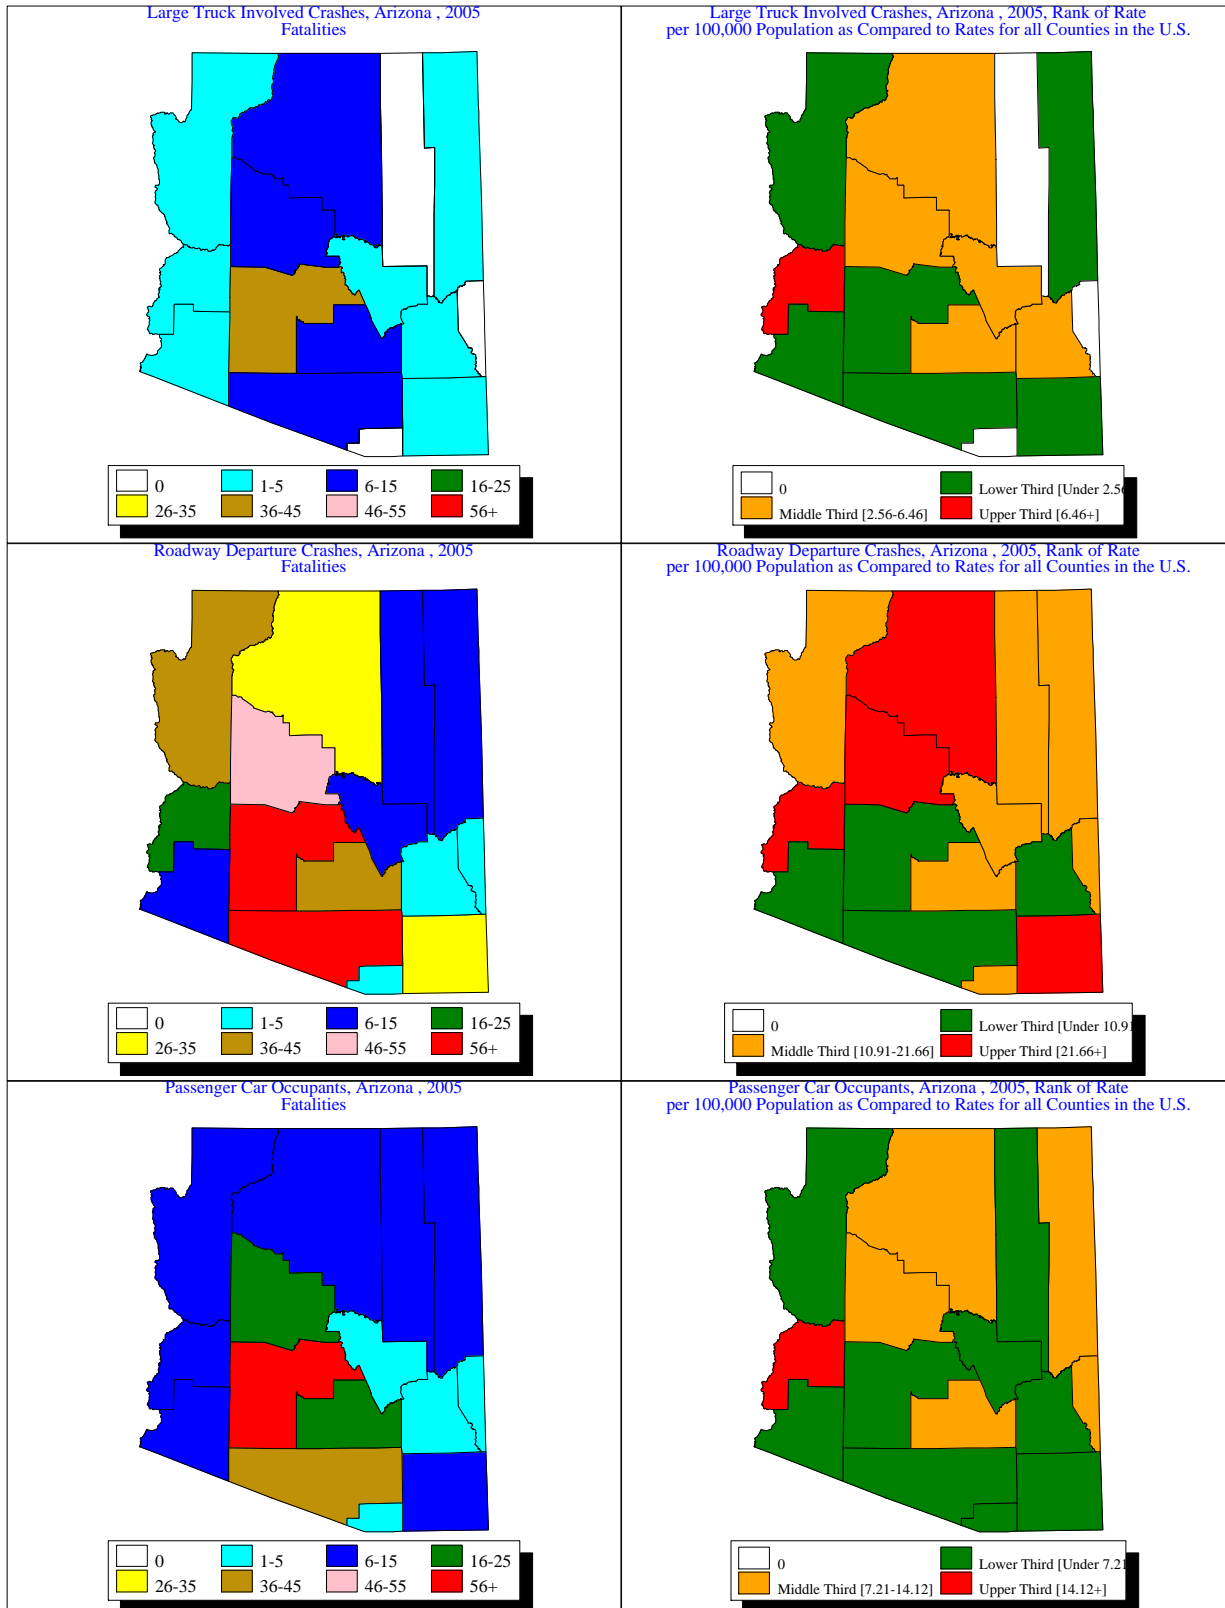 Large Truck Involved Crashes, Arizona , 2005
Fatalities
0
1-5
6-15
16-25
26-35
36-45
46-55
56+
Large Truck Involved Crashes, Arizona , 2005, Rank of Rate
per 100,000 Population as Compared to Rates for all Counties in the U.S.
0
Lower Third [Under 2.56
Middle Third [2.56-6.46]
Upper Third [6.46+]
Roadway Departure Crashes, Arizona , 2005
Fatalities
0
1-5
6-15
16-25
26-35
36-45
46-55
56+
Roadway Departure Crashes, Arizona , 2005, Rank of Rate
per 100,000 Population as Compared to Rates for all Counties in the U.S.
0
Lower Third [Under 10.91
Middle Third [10.91-21.66]
Upper Third [21.66+]
Passenger Car Occupants, Arizona , 2005
Fatalities
0
1-5
6-15
16-25
26-35
36-45
46-55
56+
Passenger Car Occupants, Arizona , 2005, Rank of Rate
per 100,000 Population as Compared to Rates for all Counties in the U.S.
0
Lower Third [Under 7.21
Middle Third [7.21-14.12]
Upper Third [14.12+]